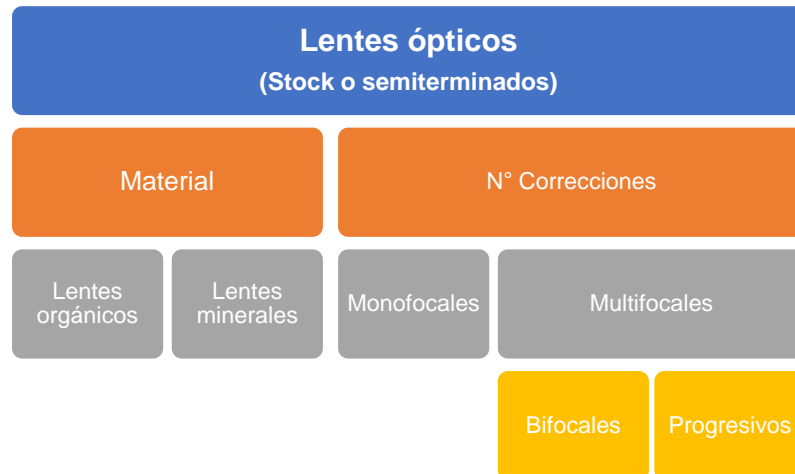 Lentes ópticos
(Stock o semiterminados)
Material
N° Correcciones
Lentes
orgánicos
Lentes
minerales
Monofocales
Multifocales
Bifocales
Progresivos